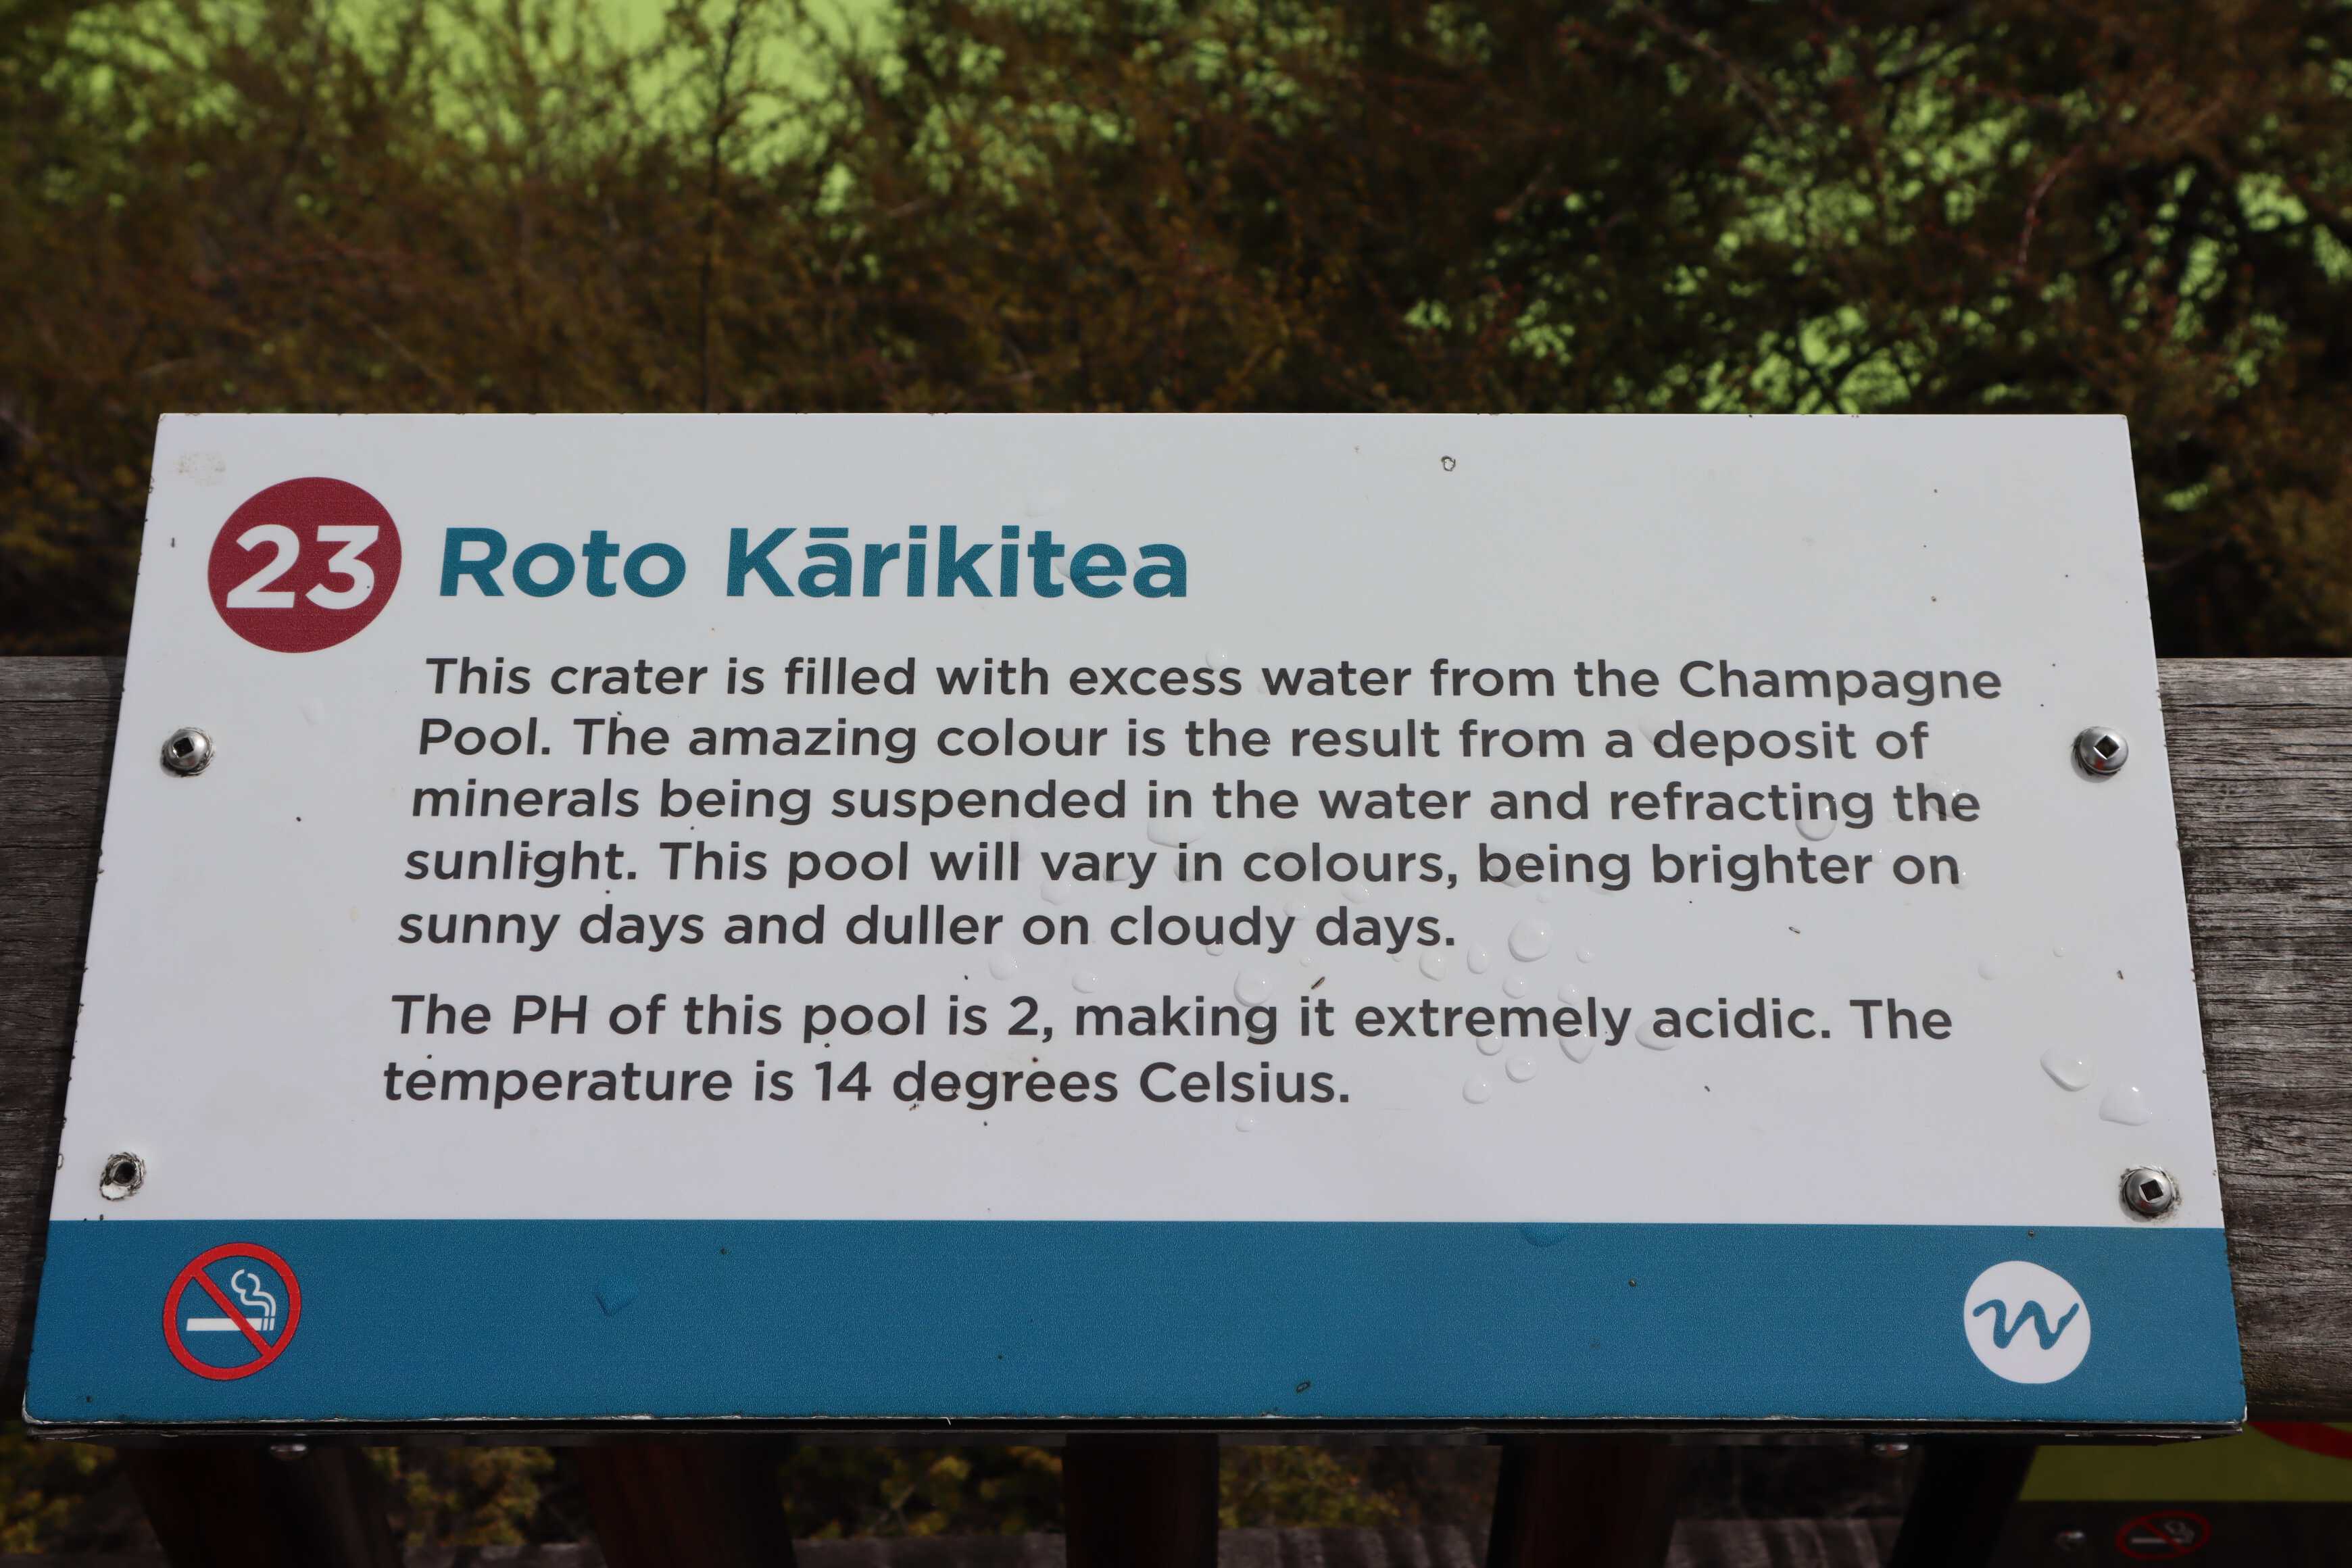 23 Roto Kārikitea
This crater is filled with excess water from the Champagne
Pool. The amazing colour is the result from a deposit of
minerals being suspended in the water and refracting the
sunlight. This pool will vary in colours, being brighter on
sunny days and duller on cloudy days.
The PH of this pool is 2, making it extremely acidic. The
temperature is 14 degrees Celsius.
w